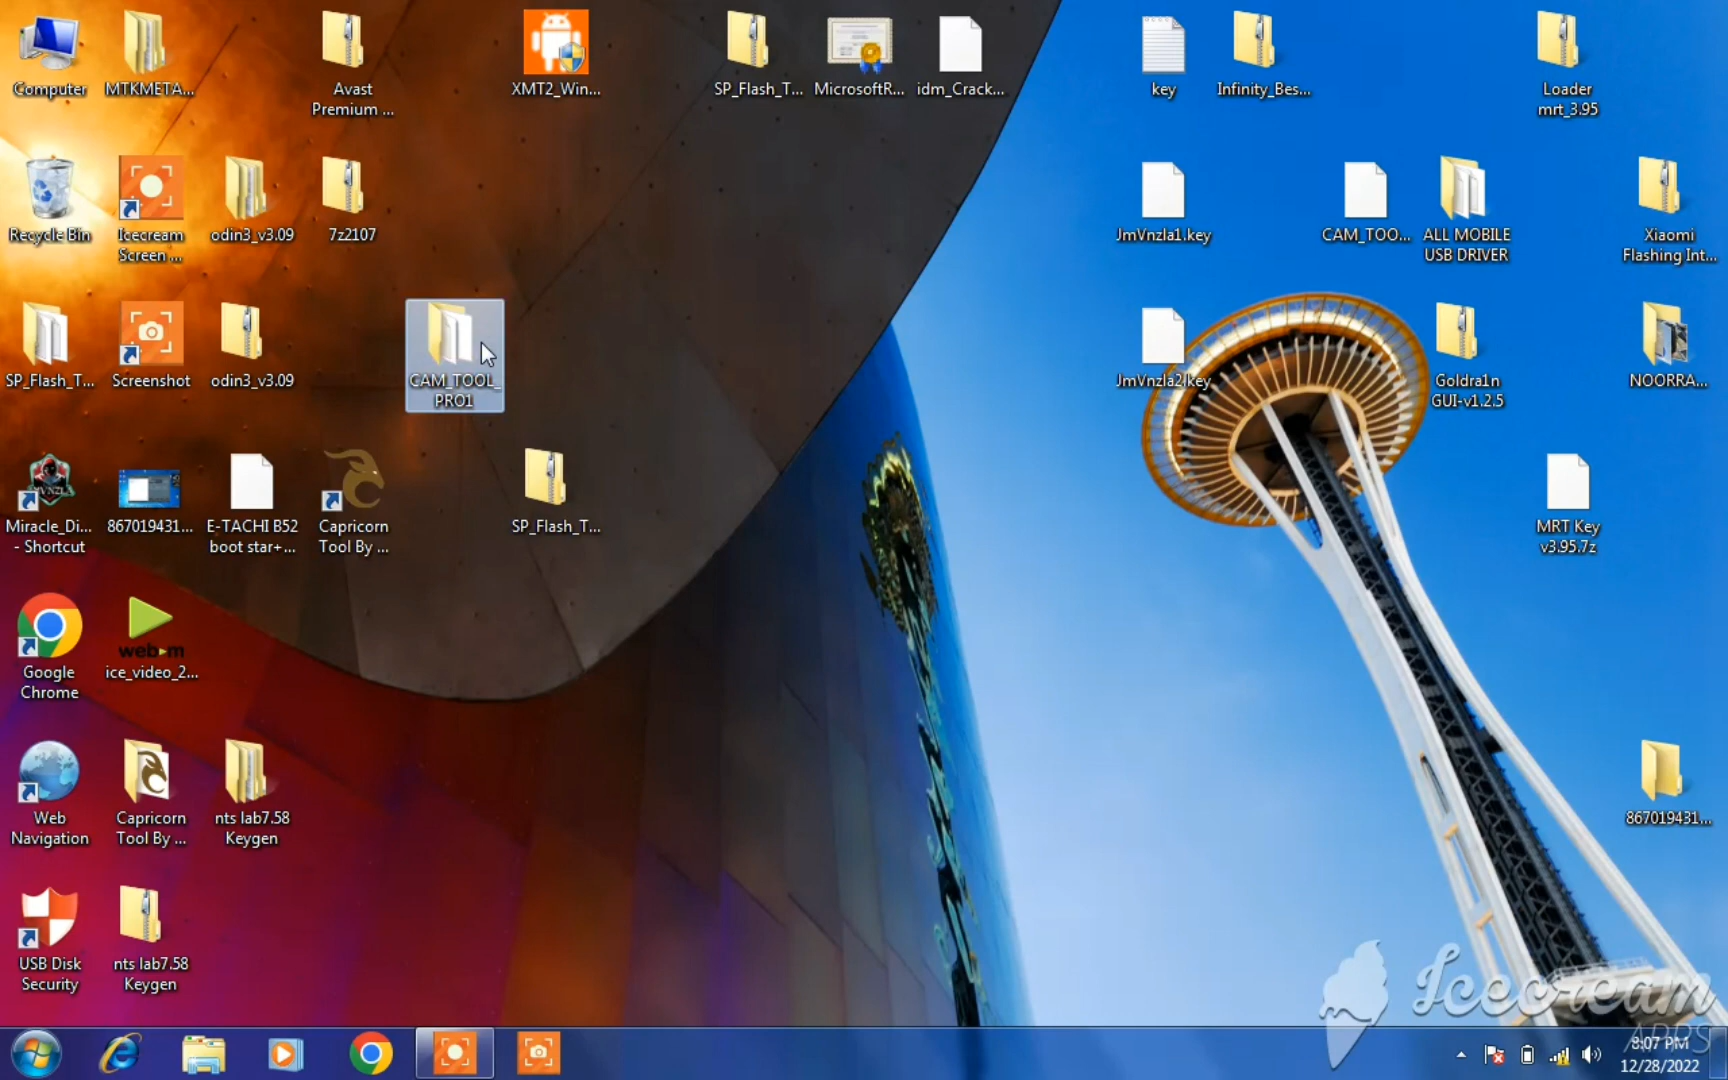 Computer
MTKMETA...
Avast
Premium ...
XMT2_Win...
SP_Flash_T...
MicrosoftR...
idm_Crack...
key
Infinity_Bes...
Loader
mrt_3.95
Recycle Bin
Icecream
Screen ...
odin3_v3.09
7z2107
JmVnzla1.key
CAM_TOO...
ALL MOBILE
USB DRIVER
Xiaomi
Flashing Int...
SP_Flash_T...
Screenshot
odin3_v3.09
CAM_TOOL_
PRO1
JmVnzla2.key
Goldra1n
GUI-v1.2.5
NOORRA...
Miracle_Di...
- Shortcut
867019431...
E-TACHI B52
boot star+...
Capricorn
Tool By ...
SP_Flash_T...
MRT Key
v3.95.7z
Google
Chrome
web-m
ice_video_2...
Web
Navigation
Capricorn
Tool By ...
nts lab7.58
Keygen
867019431...
USB Disk
Security
nts lab7.58
Keygen
Icecream
APPS
8:07 PM
12/28/2022